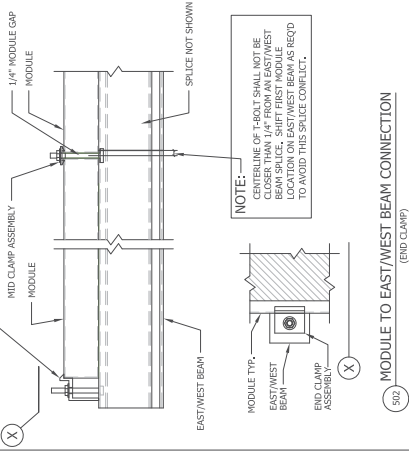 X
MID CLAMP ASSEMBLY
1/4" MODULE GAP
MODULE
MODULE
SPLICE NOT SHOWN
EAST/WEST BEAM
NOTE:
CENTERLINE OF T-BOLT SHALL NOT BE
CLOSER THAN 1/4" FROM AN EAST/WEST
BEAM SPLICE. SHIFT FIRST MODULE
LOCATION ON EAST/WEST BEAM AS REQ'D
TO AVOID THIS SPLICE CONFLICT.
MODULE TYP.
EAST/WEST
BEAM
END CLAMP
ASSEMBLY
X
502
MODULE TO EAST/WEST BEAM CONNECTION
(END CLAMP)